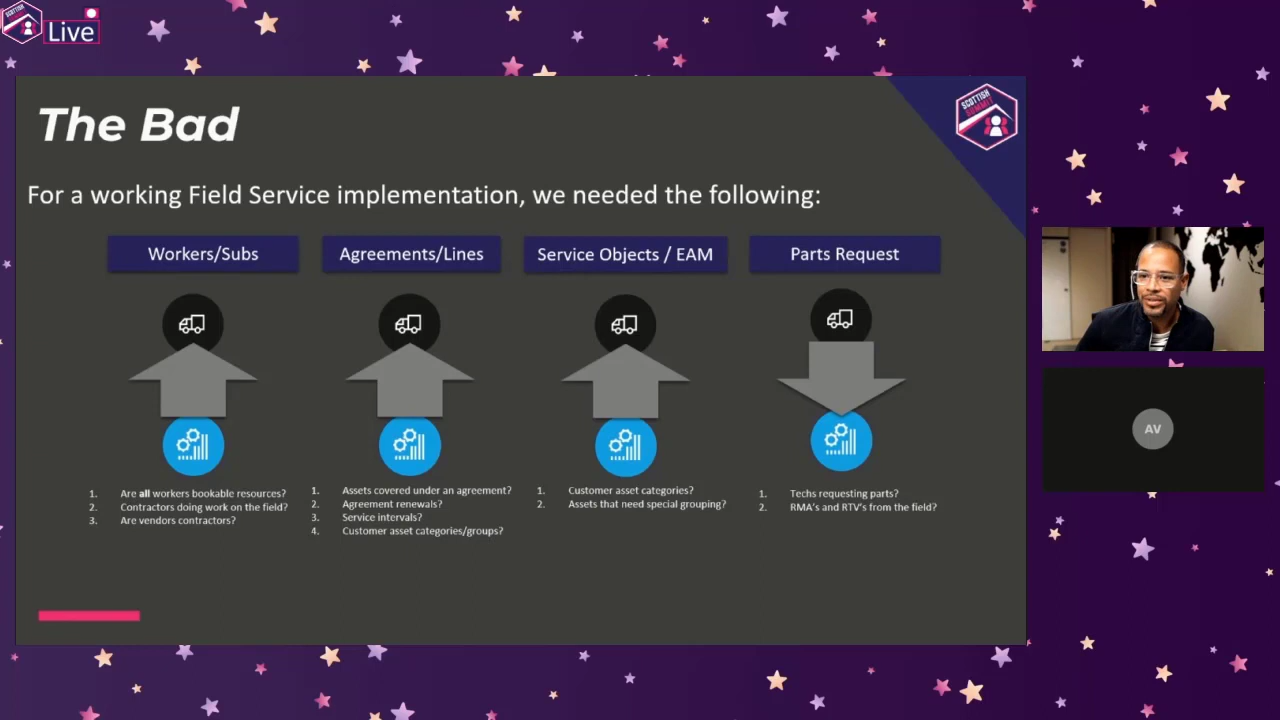 Live
The Bad
SCOTTISH
SUMMIT
For a working Field Service implementation, we needed the following:
Workers/Subs
Agreements/Lines
Service Objects / EAM
Parts Request
1. Are all workers bookable resources?
2. Contractors doing work on the field?
3. Are vendors contractors?
1. Assets covered under an agreement?
2. Agreement renewals?
3. Service intervals?
4. Customer asset categories/groups?
1. Customer asset categories?
2. Assets that need special grouping?
1. Techs requesting parts?
2. RMA's and RTV's from the field?
AV